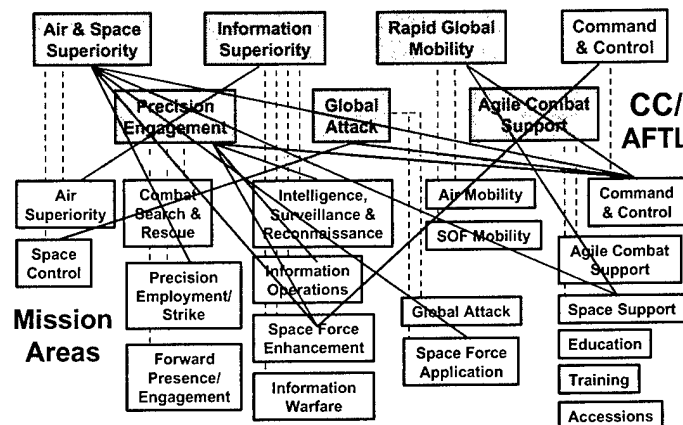 Air & Space
Superiority
Information
Superiority
Rapid Global
Mobility
Command
& Control
Precision
Engagement
Global
Attack
Agile Combat
Support
CC/
AFTL
Air
Superiority
Combat
Search &
Rescue
Intelligence,
Surveillance &
Reconnaissance
Air Mobility
Command
& Control
SOF Mobility
Space
Control
Agile Combat
Support
Precision
Employment/
Strike
Information
Operations
Global Attack
Space Support
Mission
Areas
Space Force
Enhancement
Space Force
Application
Education
Forward
Presence/
Engagement
Information
Warfare
Training
Accessions